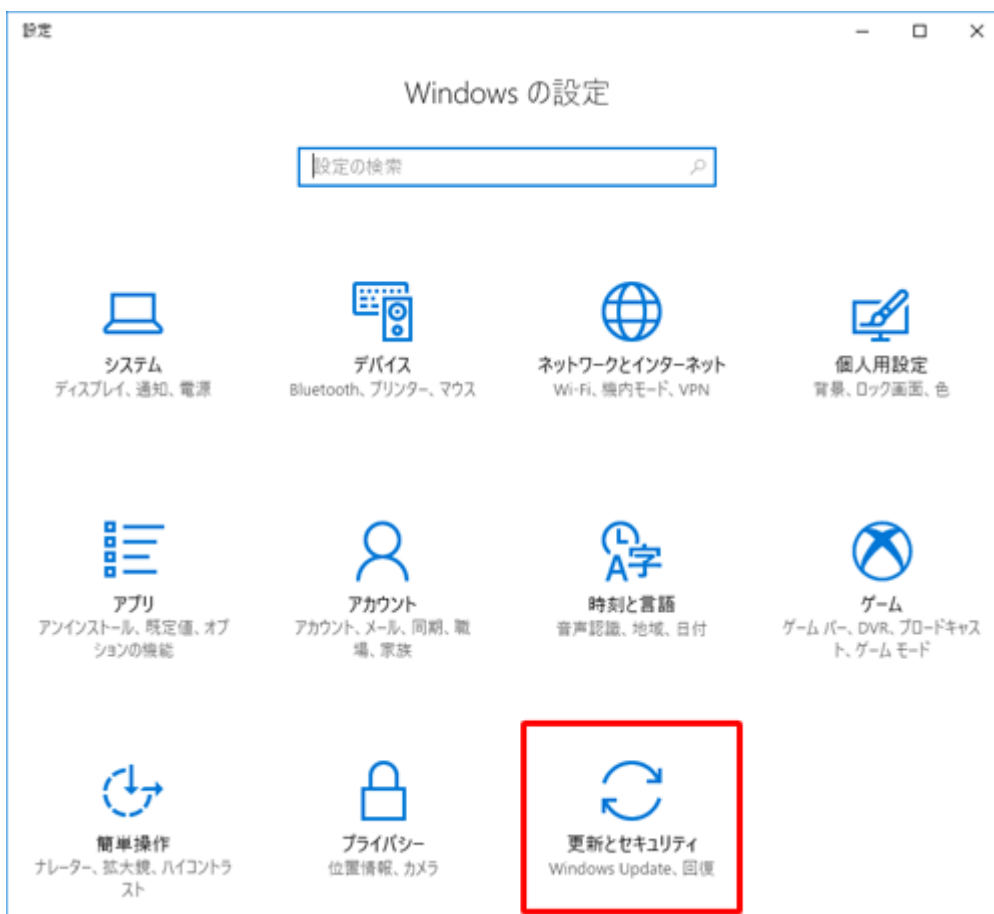 設定
Windows の設定
設定の検索
システム
ディスプレイ、通知、電源
デバイス
Bluetooth、プリンター、マウス
ネットワークとインターネット
Wi-Fi、機内モード、VPN
個人用設定
背景、ロック画面、色
アプリ
アンインストール、既定値、オプ
ションの機能
アカウント
アカウント、メール、同期、職
場、家族
時刻と言語
音声認識、地域、日付
ゲーム
ゲーム バー、DVR、ブロードキャス
ト、ゲーム モード
簡単操作
ナレーター、拡大鏡、ハイコントラ
スト
プライバシー
位置情報、カメラ
更新とセキュリティ
Windows Update、回復